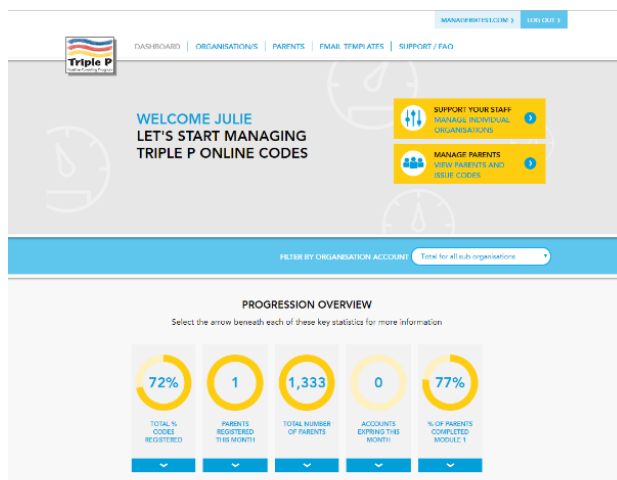 MANAGER@TEST.COM >
LOG OUT >
Triple P
DASHBOARD
ORGANISATION/S
PARENTS
EMAIL TEMPLATES
SUPPORT / FAQ
WELCOME JULIE
LET'S START MANAGING
TRIPLE P ONLINE CODES
SUPPORT YOUR STAFF
MANAGE INDIVIDUAL
ORGANISATIONS
MANAGE PARENTS
VIEW PARENTS AND
ISSUE CODES
FILTER BY ORGANISATION ACCOUNT
Total for all sub organisations
PROGRESSION OVERVIEW
Select the arrow beneath each of these key statistics for more information
72%
TOTAL %
CODES
REGISTERED
1
PARENTS
REGISTERED
THIS MONTH
1,333
TOTAL NUMBER
OF PARENTS
0
ACCOUNTS
EXPRING THIS
MONTH
77%
% OF PARENTS
COMPLETED
MODULE 1